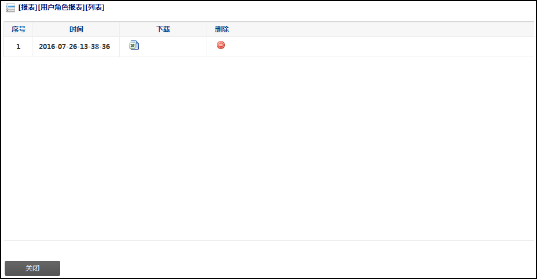 [报表][用户角色报表][列表]
序号 时间 下载 删除
1 2016-07-26-13-38-36
关闭